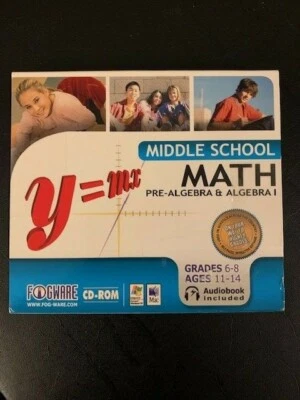 MIDDLE SCHOOL
MATH
PRE-ALGEBRA & ALGEBRA I
y=mx
GRADES 6-8
AGES 11-14
Audiobook
included
FOGWARE
WWW.FOG-WARE.COM
CD-ROM
Mac